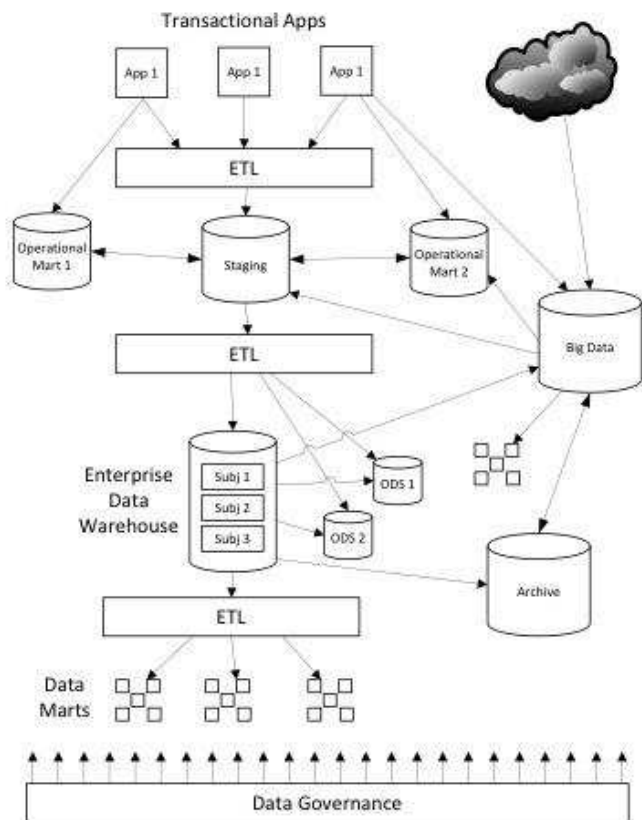 Transactional Apps
App 1
App 1
App 1
ETL
Operational
Mart 1
Staging
Operational
Mart 2
Big Data
ETL
Enterprise
Data
Warehouse
Subj 1
Subj 2
Subj 3
ODS 1
ODS 2
Archive
ETL
Data
Marts
Data Governance